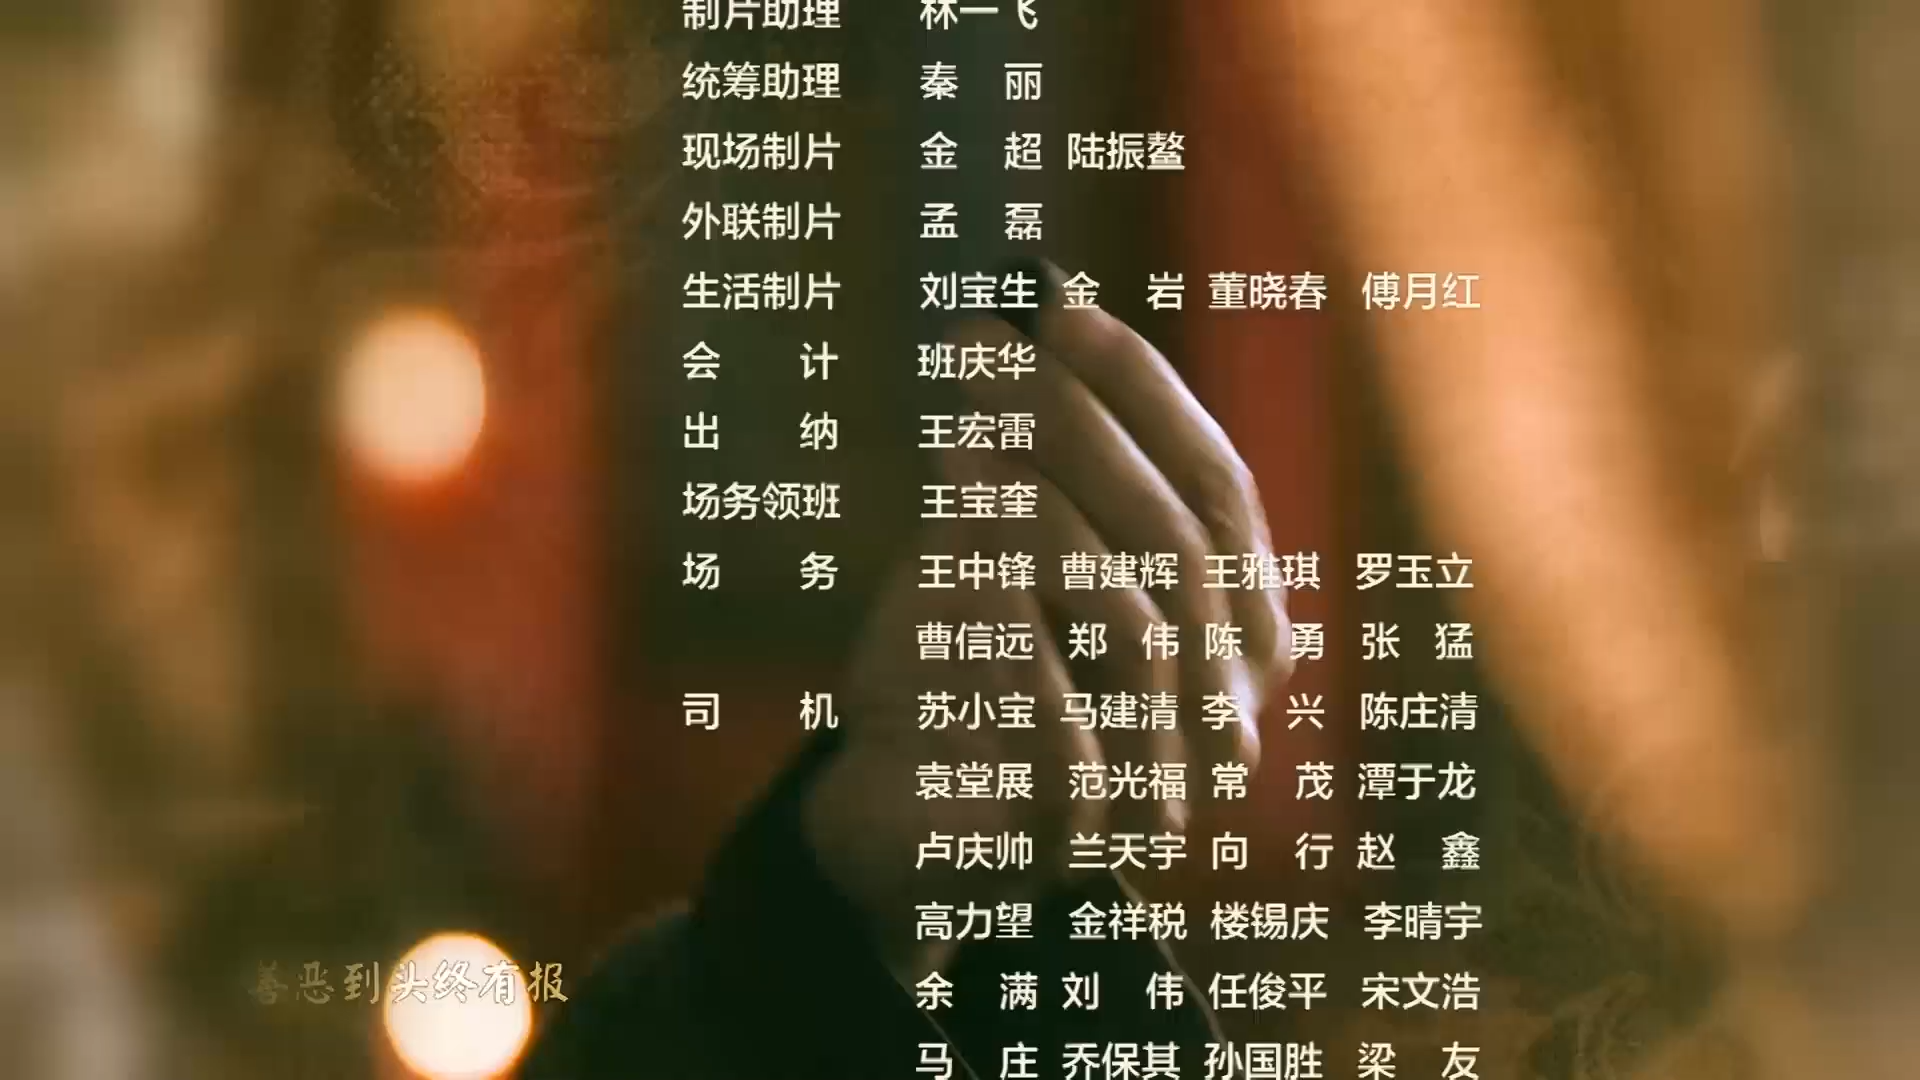 制片助理 林一飞
统筹助理 秦 丽
现场制片 金 超 陆振鳌
外联制片 孟 磊
生活制片 刘宝生 金 岩 董晓春 傅月红
会 计 班庆华
出 纳 王宏雷
场务领班 王宝奎
场 务 王中锋 曹建辉 王雅琪 罗玉立
曹信远 郑 伟 陈 勇 张 猛
司 机 苏小宝 马建清 李 兴 陈庄清
袁堂展 范光福 常 茂 潭于龙
卢庆帅 兰天宇 向 行 赵 鑫
高力望 金祥税 楼锡庆 李晴宇
余 满 刘 伟 任俊平 宋文浩
马 庄 乔保其 孙国胜 梁 友
善恶到头终有报